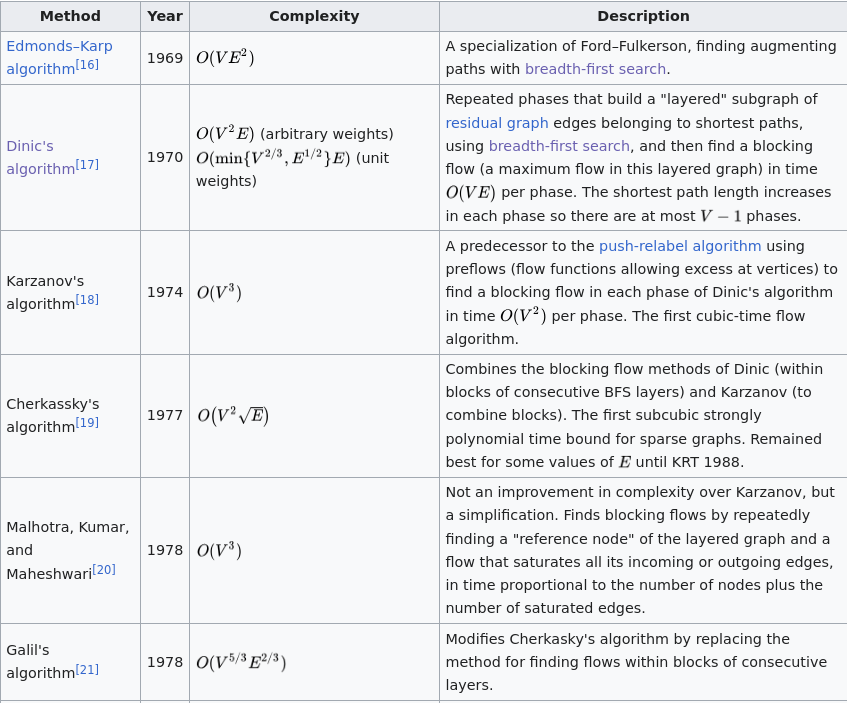 Method Year Complexity Description
Edmonds–Karp
algorithm[16]
1969
O(VE²)
A specialization of Ford–Fulkerson, finding augmenting
paths with breadth-first search.
Dinic's
algorithm[17]
1970
O(V²E) (arbitrary weights)
O(min{V^{2/3}, E^{1/2}}E) (unit
weights)
Repeated phases that build a "layered" subgraph of
residual graph edges belonging to shortest paths,
using breadth-first search, and then find a blocking
flow (a maximum flow in this layered graph) in time
O(VE) per phase. The shortest path length increases
in each phase so there are at most V − 1 phases.
Karzanov's
algorithm[18]
1974
O(V³)
A predecessor to the push-relabel algorithm using
preflows (flow functions allowing excess at vertices) to
find a blocking flow in each phase of Dinic's algorithm
in time O(V²) per phase. The first cubic-time flow
algorithm.
Cherkassky's
algorithm[19]
1977
O(V²√E)
Combines the blocking flow methods of Dinic (within
blocks of consecutive BFS layers) and Karzanov (to
combine blocks). The first subcubic strongly
polynomial time bound for sparse graphs. Remained
best for some values of E until KRT 1988.
Malhotra, Kumar,
and
Maheshwari[20]
1978
O(V³)
Not an improvement in complexity over Karzanov, but
a simplification. Finds blocking flows by repeatedly
finding a "reference node" of the layered graph and a
flow that saturates all its incoming or outgoing edges,
in time proportional to the number of nodes plus the
number of saturated edges.
Galil's
algorithm[21]
1978
O(V^{5/3}E^{2/3})
Modifies Cherkasky's algorithm by replacing the
method for finding flows within blocks of consecutive
layers.